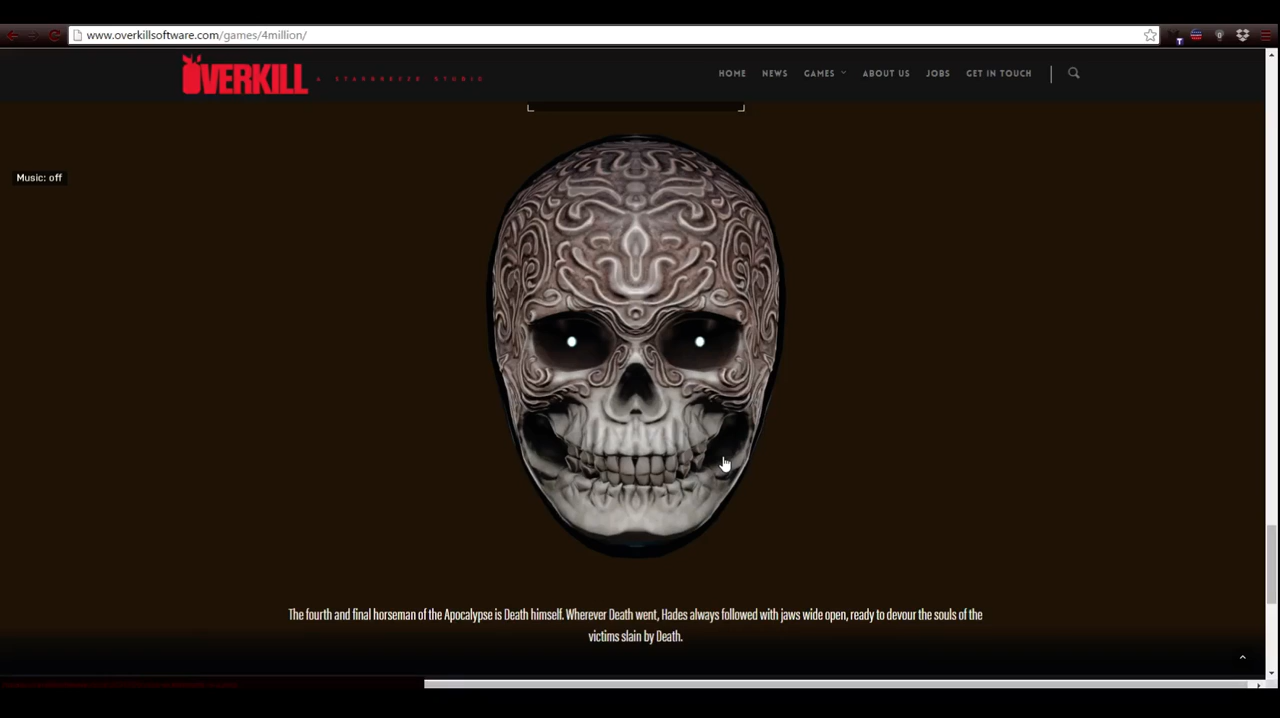 www.overkillsoftware.com/games/4million/
OVERKILL A STARBREEZE STUDIO
HOME NEWS GAMES ABOUT US JOBS GET IN TOUCH
Music: off
The fourth and final horseman of the Apocalypse is Death himself. Wherever Death went, Hades always followed with jaws wide open, ready to devour the souls of the
victims slain by Death.